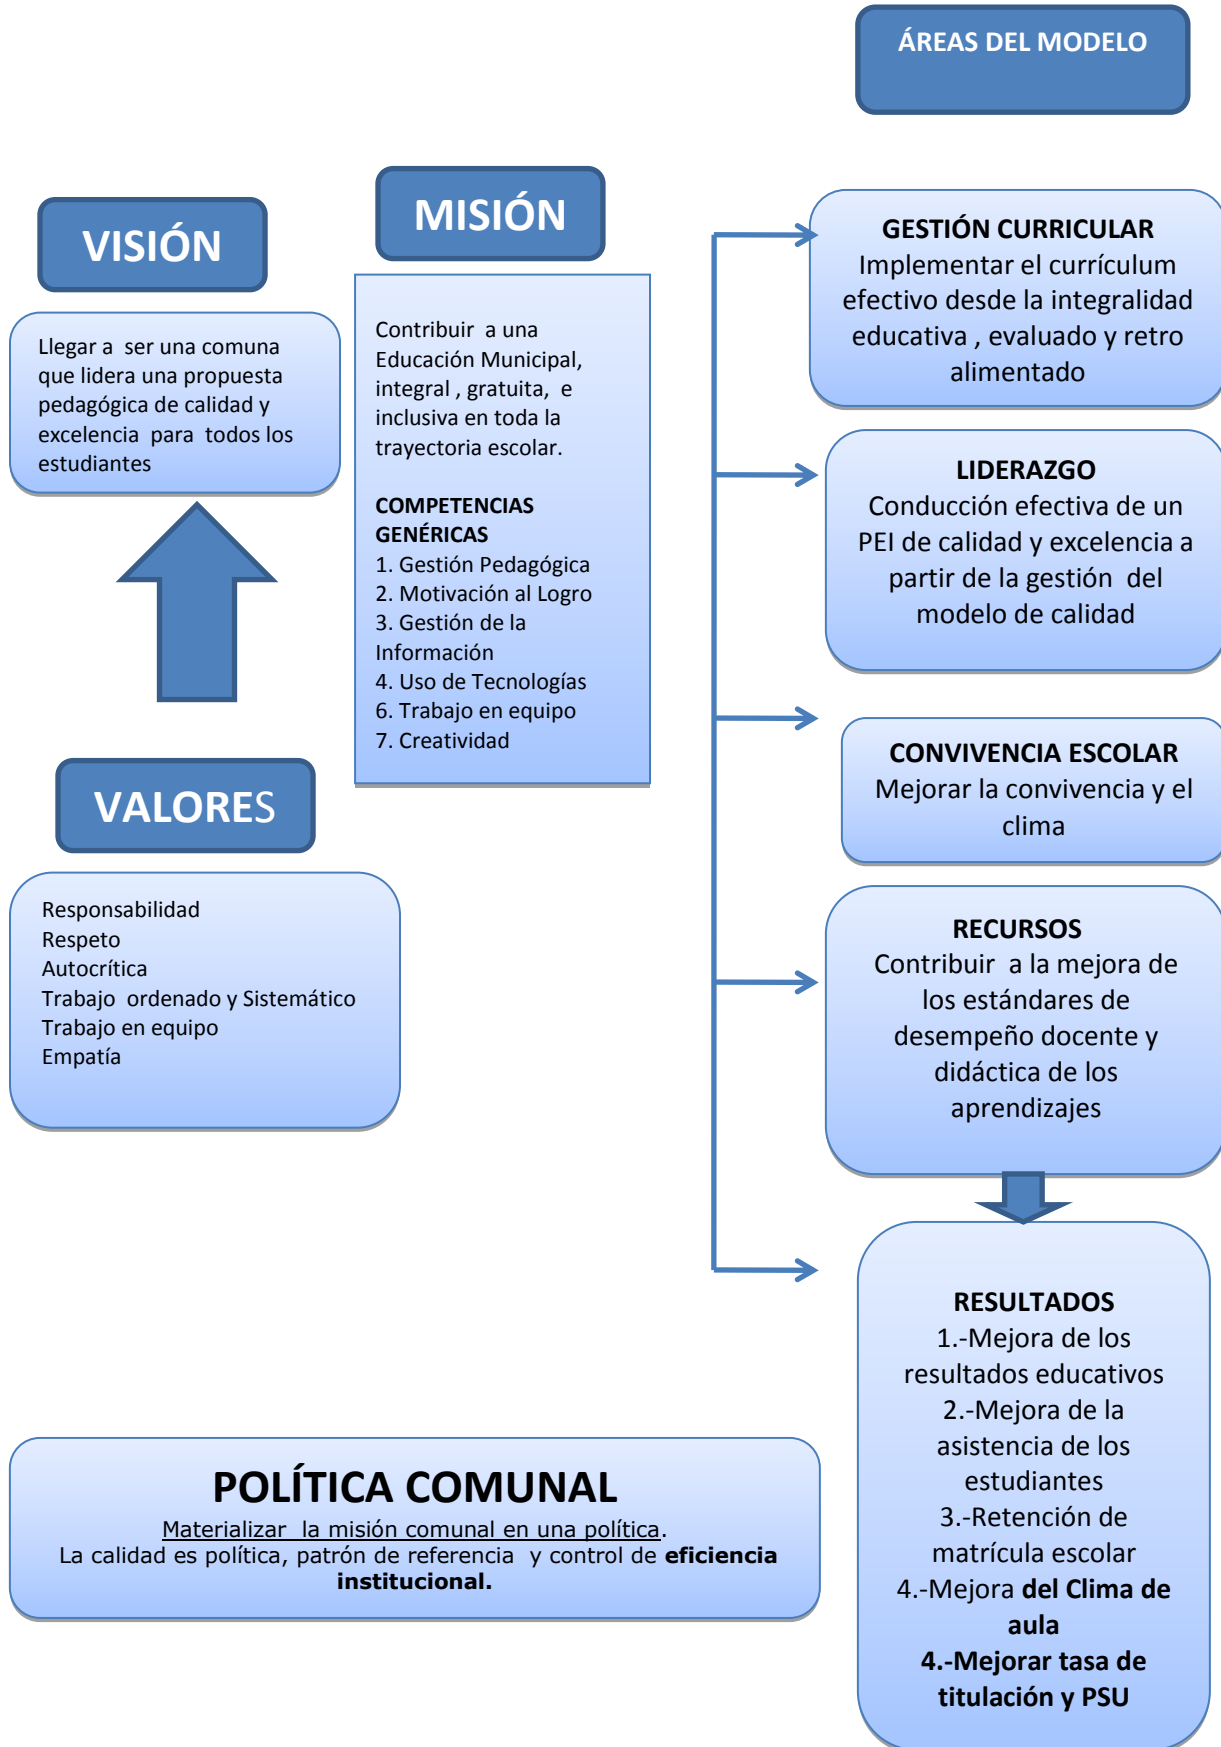 ÁREAS DEL MODELO
VISIÓN
Llegar a ser una comuna
que lidera una propuesta
pedagógica de calidad y
excelencia para todos los
estudiantes
MISIÓN
Contribuir a una
Educación Municipal,
integral , gratuita, e
inclusiva en toda la
trayectoria escolar.
COMPETENCIAS
GENÉRICAS
1. Gestión Pedagógica
2. Motivación al Logro
3. Gestión de la
Información
4. Uso de Tecnologías
6. Trabajo en equipo
7. Creatividad
VALORES
Responsabilidad
Respeto
Autocrítica
Trabajo ordenado y Sistemático
Trabajo en equipo
Empatía
GESTIÓN CURRICULAR
Implementar el currículum
efectivo desde la integralidad
educativa , evaluado y retro
alimentado
LIDERAZGO
Conducción efectiva de un
PEI de calidad y excelencia a
partir de la gestión del
modelo de calidad
CONVIVENCIA ESCOLAR
Mejorar la convivencia y el
clima
RECURSOS
Contribuir a la mejora de
los estándares de
desempeño docente y
didáctica de los
aprendizajes
RESULTADOS
1.-Mejora de los
resultados educativos
2.-Mejora de la
asistencia de los
estudiantes
3.-Retención de
matrícula escolar
4.-Mejora del Clima de
aula
4.-Mejorar tasa de
titulación y PSU
POLÍTICA COMUNAL
Materializar la misión comunal en una política.
La calidad es política, patrón de referencia y control de eficiencia
institucional.